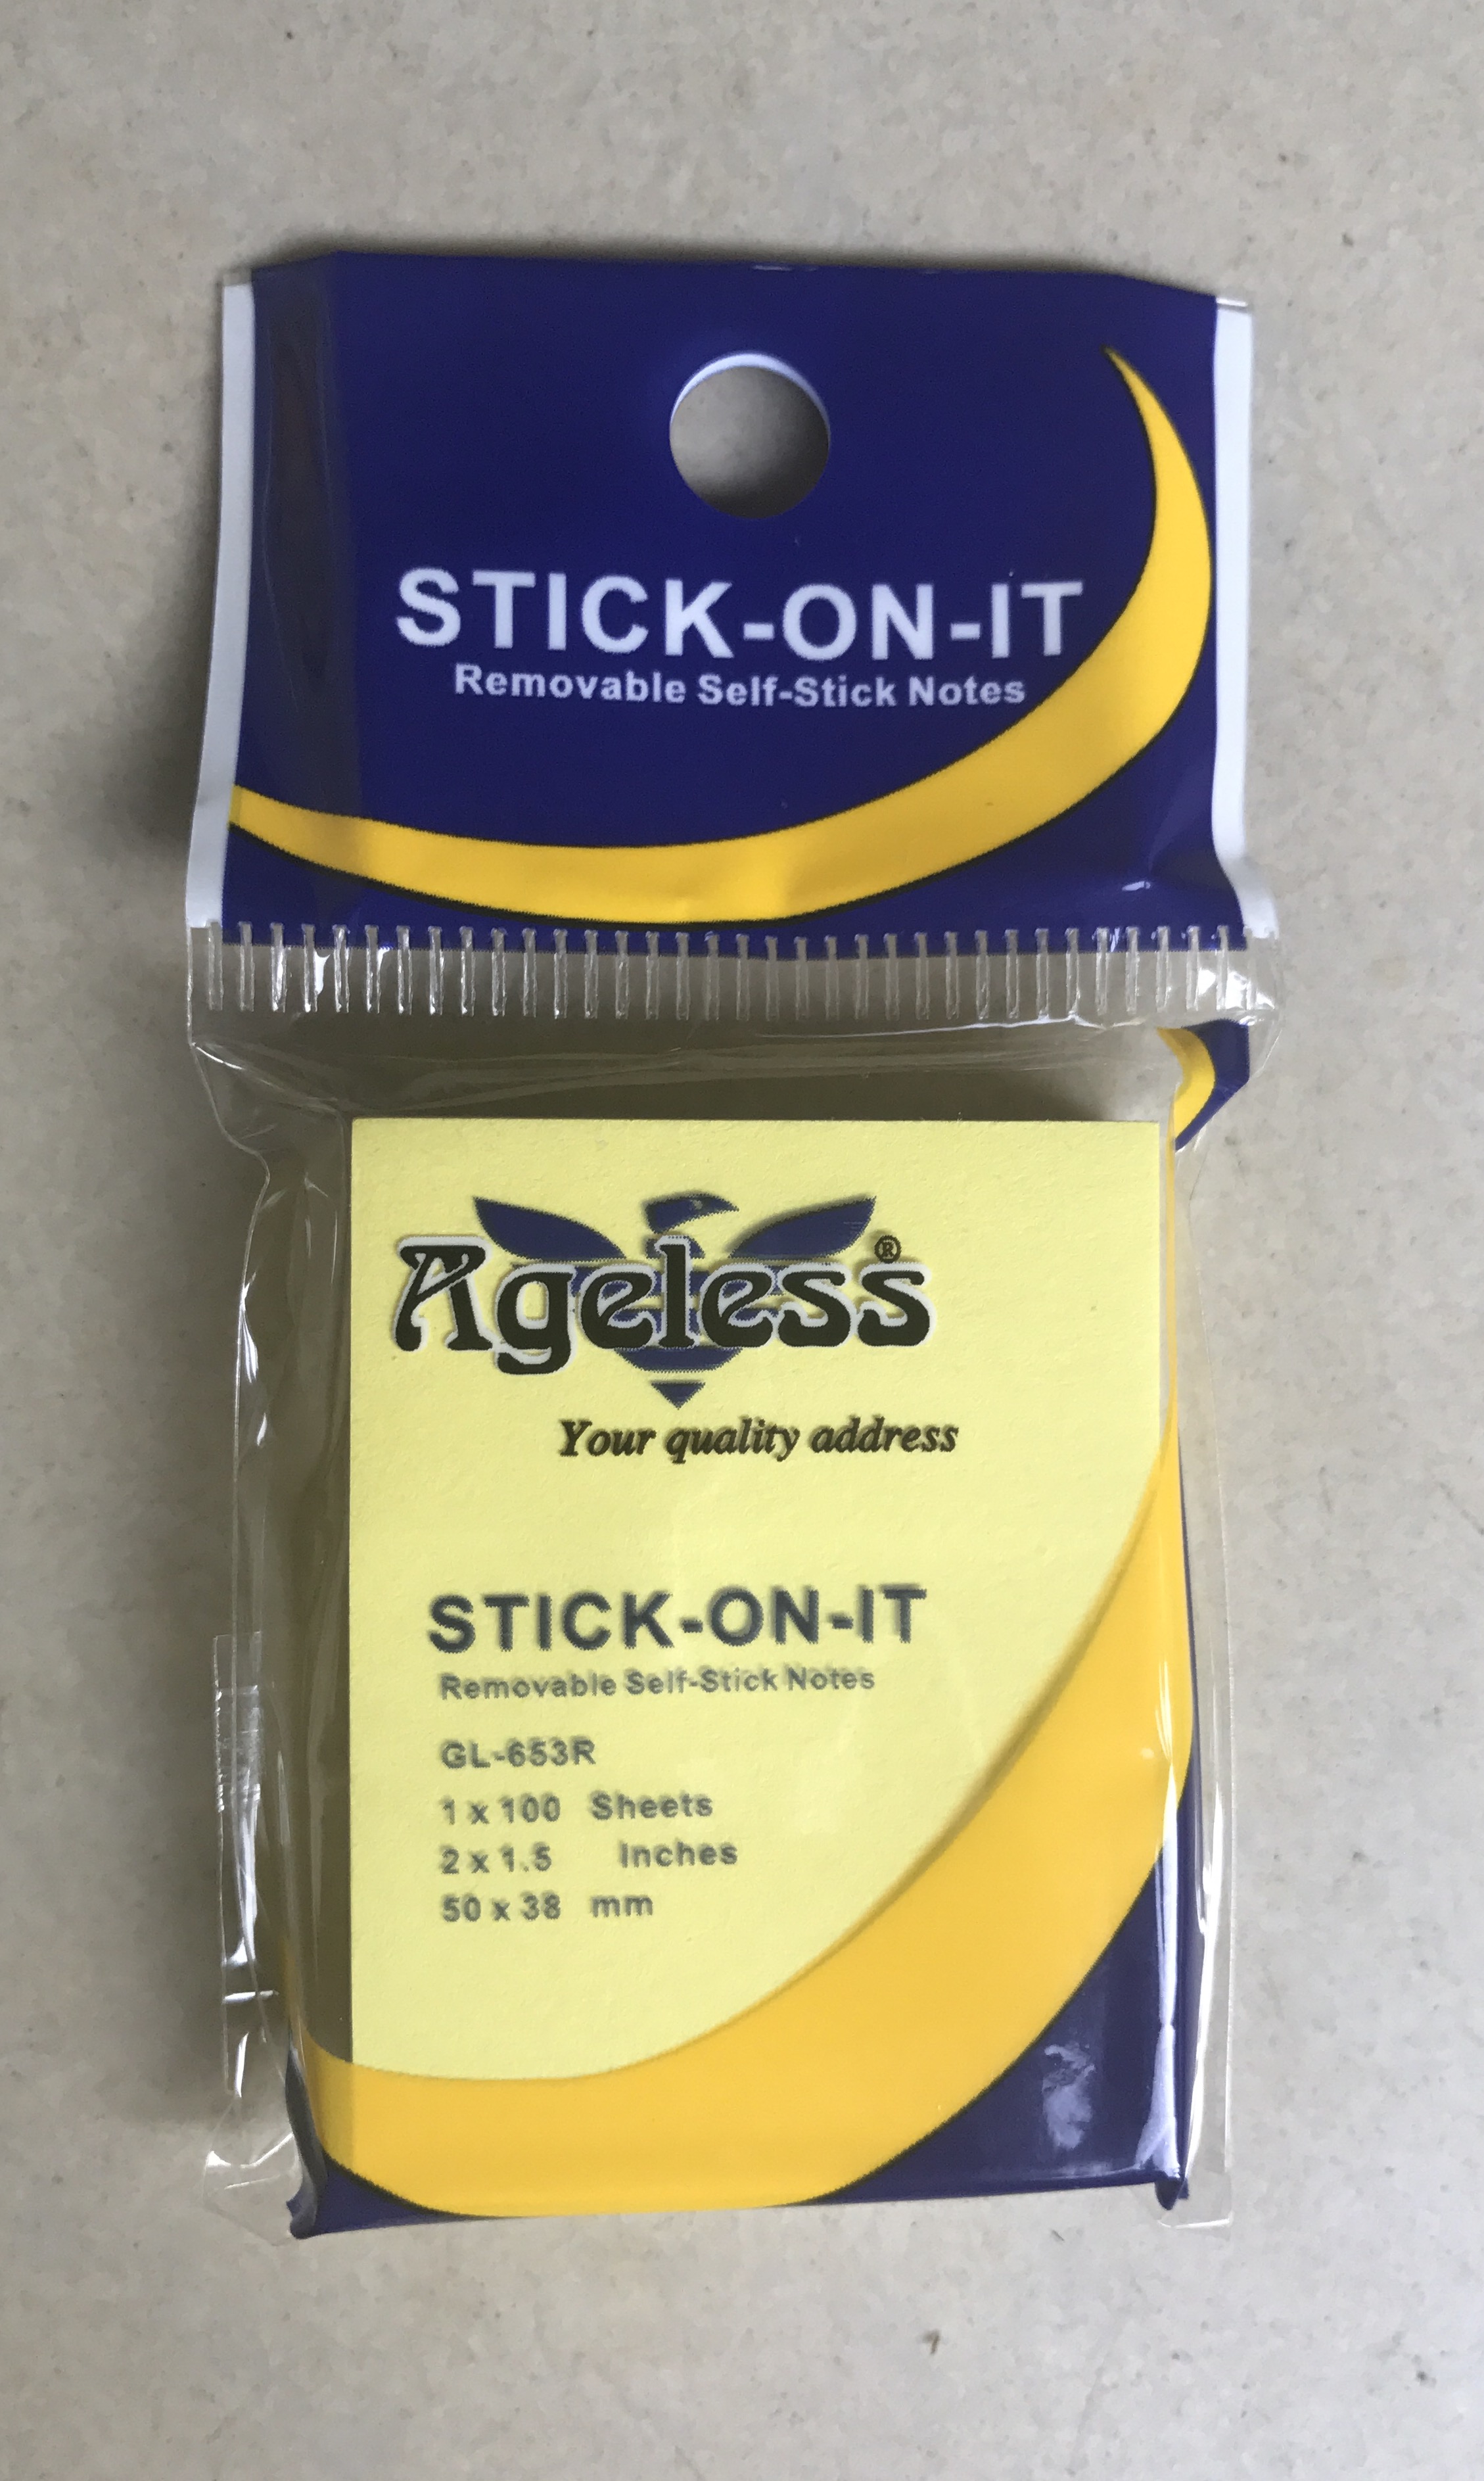 STICK-ON-IT
Removable Self-Stick Notes
Ageless®
Your quality address
STICK-ON-IT
Removable Self-Stick Notes
GL-653R
1 x 100 Sheets
2 x 1.5 Inches
50 x 38 mm